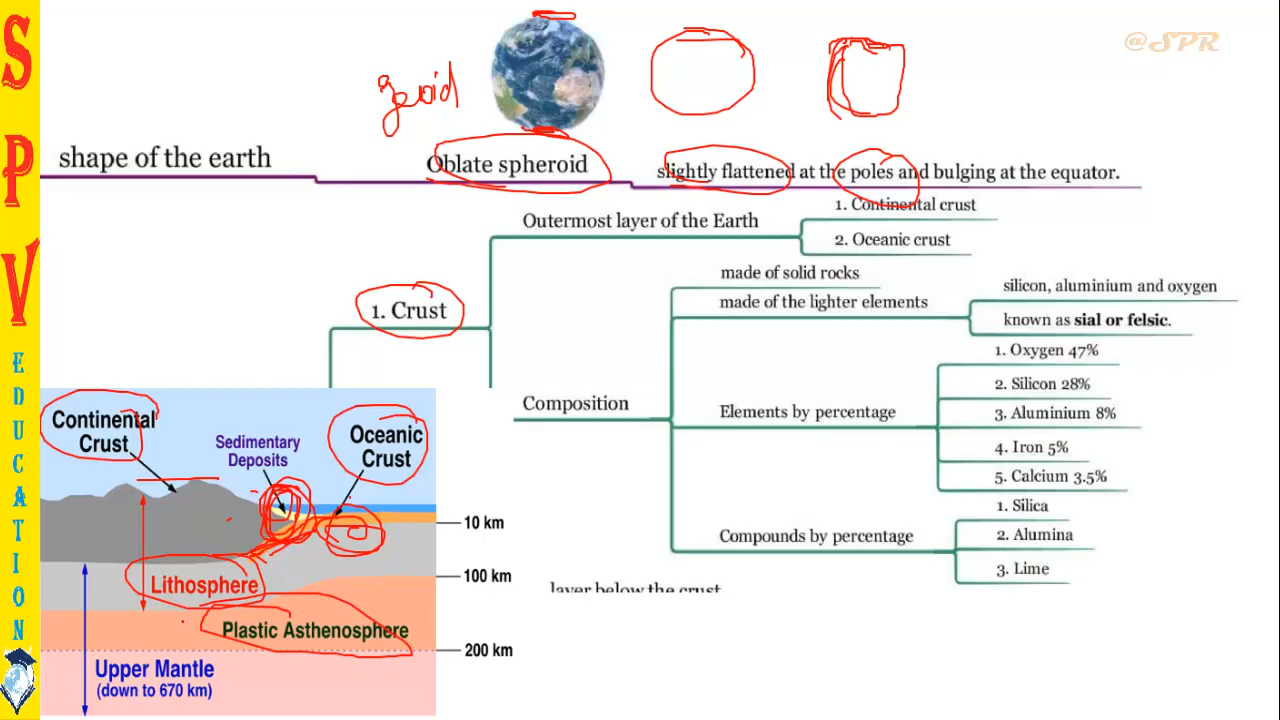 S
P
V
EDUCATION
@SPR
geoid
shape of the earth
Oblate spheroid
slightly flattened at the poles and bulging at the equator.
Outermost layer of the Earth
1. Continental crust
2. Oceanic crust
1. Crust
made of solid rocks
made of the lighter elements
silicon, aluminium and oxygen
known as sial or felsic.
Composition
Elements by percentage
1. Oxygen 47%
2. Silicon 28%
3. Aluminium 8%
4. Iron 5%
5. Calcium 3.5%
Compounds by percentage
1. Silica
2. Alumina
3. Lime
layer below the crust
Continental
Crust
Sedimentary
Deposits
Oceanic
Crust
10 km
Lithosphere
100 km
Plastic Asthenosphere
200 km
Upper Mantle
(down to 670 km)